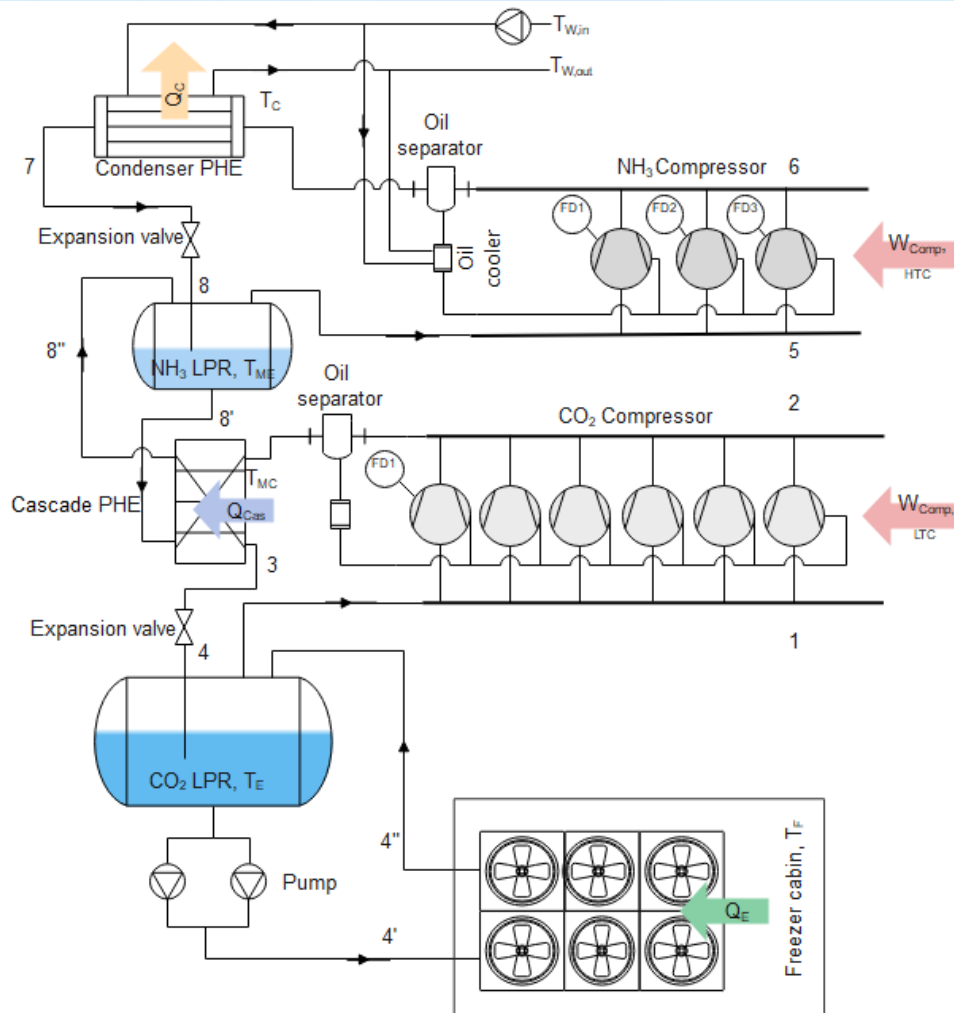 T_W,in
T_W,out
Q_C
T_C
Oil
separator
7
Condenser PHE
NH₃ Compressor
6
FD1
FD2
FD3
Expansion valve
Oil
cooler
W_Comp,
HTC
8
8"
NH₃ LPR, T_ME
5
8'
Oil
separator
2
CO₂ Compressor
FD1
T_MC
Cascade PHE
Q_Cas
W_Comp,
LTC
3
Expansion valve
4
1
CO₂ LPR, T_E
4"
Pump
Q_E
Freezer cabin, T_F
4'